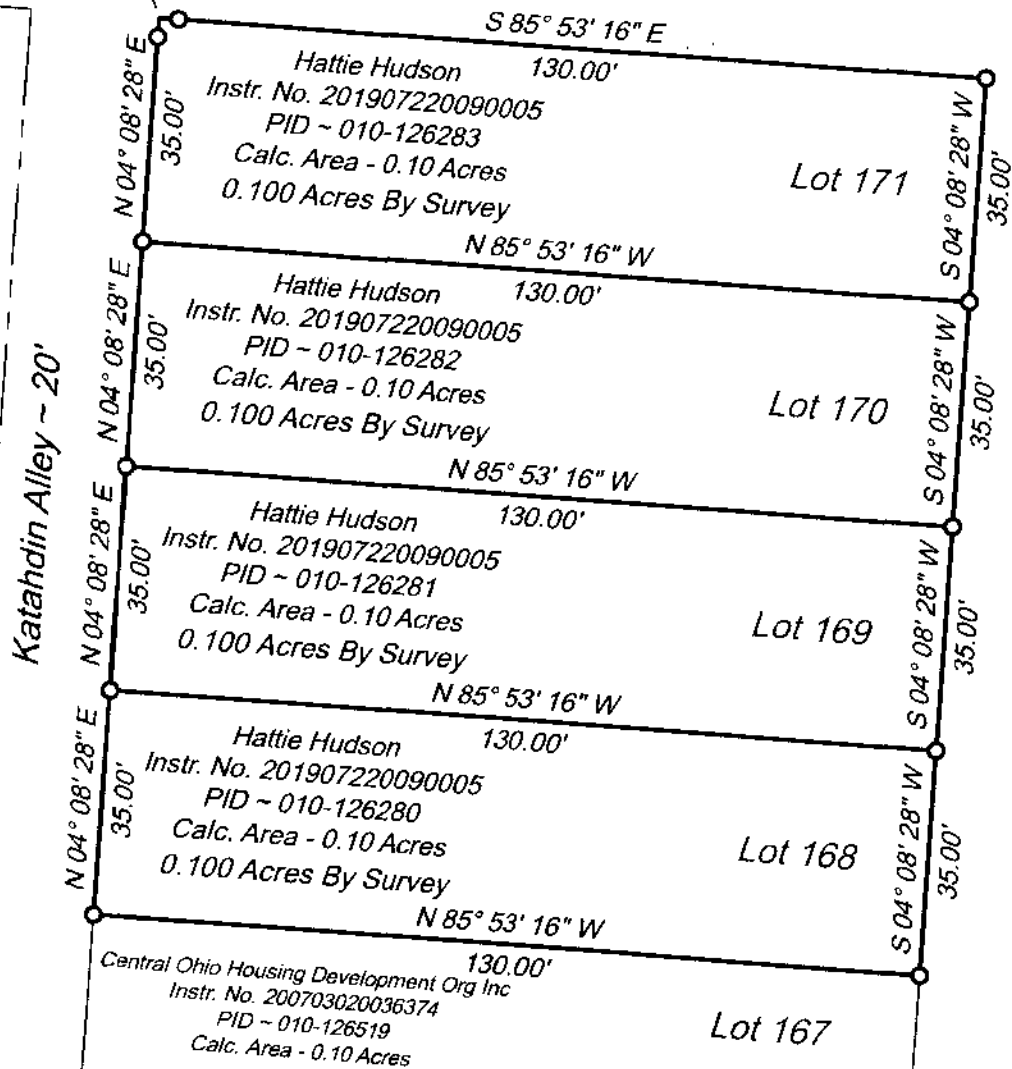 S 85° 53' 16" E
130.00'
Hattie Hudson
Instr. No. 201907220090005
PID ~ 010-126283
Calc. Area - 0.10 Acres
0.100 Acres By Survey
Lot 171
N 04° 08' 28" E
35.00'
S 04° 08' 28" W
35.00'
N 85° 53' 16" W
130.00'
Hattie Hudson
Instr. No. 201907220090005
PID ~ 010-126282
Calc. Area - 0.10 Acres
0.100 Acres By Survey
Lot 170
N 04° 08' 28" E
35.00'
S 04° 08' 28" W
35.00'
Katahdin Alley ~ 20'
N 85° 53' 16" W
130.00'
Hattie Hudson
Instr. No. 201907220090005
PID ~ 010-126281
Calc. Area - 0.10 Acres
0.100 Acres By Survey
Lot 169
N 04° 08' 28" E
35.00'
S 04° 08' 28" W
35.00'
N 85° 53' 16" W
130.00'
Hattie Hudson
Instr. No. 201907220090005
PID ~ 010-126280
Calc. Area - 0.10 Acres
0.100 Acres By Survey
Lot 168
N 04° 08' 28" E
35.00'
S 04° 08' 28" W
35.00'
N 85° 53' 16" W
130.00'
Central Ohio Housing Development Org Inc
Instr. No. 200703020036374
PID ~ 010-126519
Calc. Area - 0.10 Acres
Lot 167